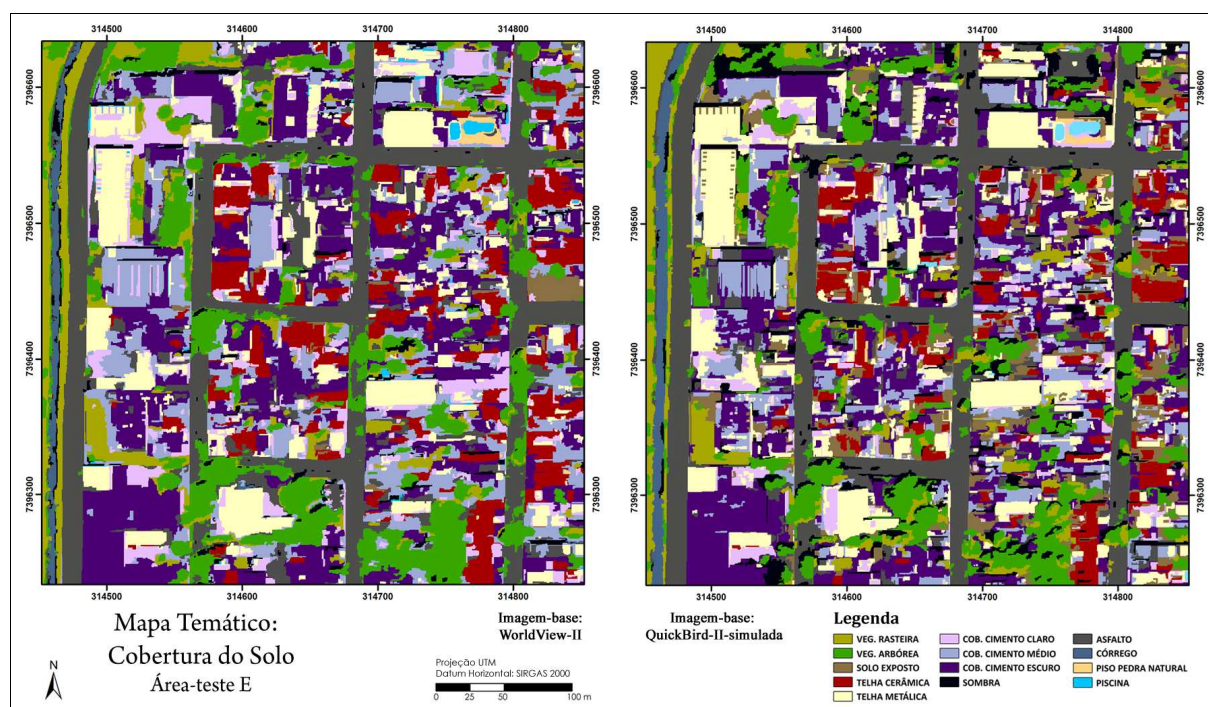 314500 314600 314700 314800
314500 314600 314700 314800
7396600
7396600
7396600
7396500
7396500
7396500
7396400
7396400
7396400
7396300
7396300
7396300
314500 314600 314700 314800
314500 314600 314700 314800
Mapa Temático:
Cobertura do Solo
Área-teste E
N
Imagem-base:
WorldView-II
Projeção UTM
Datum Horizontal: SIRGAS 2000
0 25 50 100 m
Imagem-base:
QuickBird-II-simulada
Legenda
VEG. RASTEIRA
VEG. ARBÓREA
SOLO EXPOSTO
TELHA CERÂMICA
TELHA METÁLICA
COB. CIMENTO CLARO
COB. CIMENTO MÉDIO
COB. CIMENTO ESCURO
SOMBRA
ASFALTO
CÓRREGO
PISO PEDRA NATURAL
PISCINA